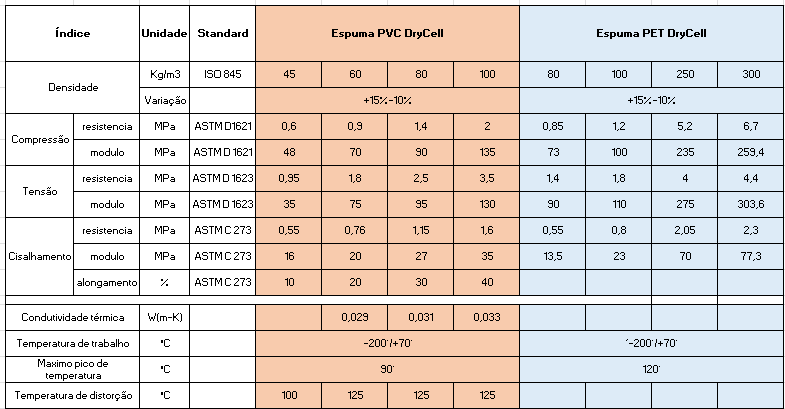 Índice Unidade Standard Espuma PVC DryCell Espuma PET DryCell
Densidade
Kg/m3 ISO 845 45 60 80 100 80 100 250 300
Variação +15%-10% +15%-10%
Compressão
resistencia MPa ASTM D1621 0,6 0,9 1,4 2 0,85 1,2 5,2 6,7
modulo MPa ASTM D 1621 48 70 90 135 73 100 235 259,4
Tensão
resistencia MPa ASTM D 1623 0,95 1,8 2,5 3,5 1,4 1,8 4 4,4
modulo MPa ASTM D 1623 35 75 95 130 90 110 275 303,6
Cisalhamento
resistencia MPa ASTM C 273 0,55 0,76 1,15 1,6 0,55 0,8 2,05 2,3
modulo MPa ASTM C 273 16 20 27 35 13,5 23 70 77,3
alongamento % ASTM C 273 10 20 30 40
Condutividade térmica W(m-K) 0,029 0,031 0,033
Temperatura de trabalho °C -200°/+70° ´-200°/+70°
Maximo pico de
temperatura °C 90° 120°
Temperatura de distorção °C 100 125 125 125